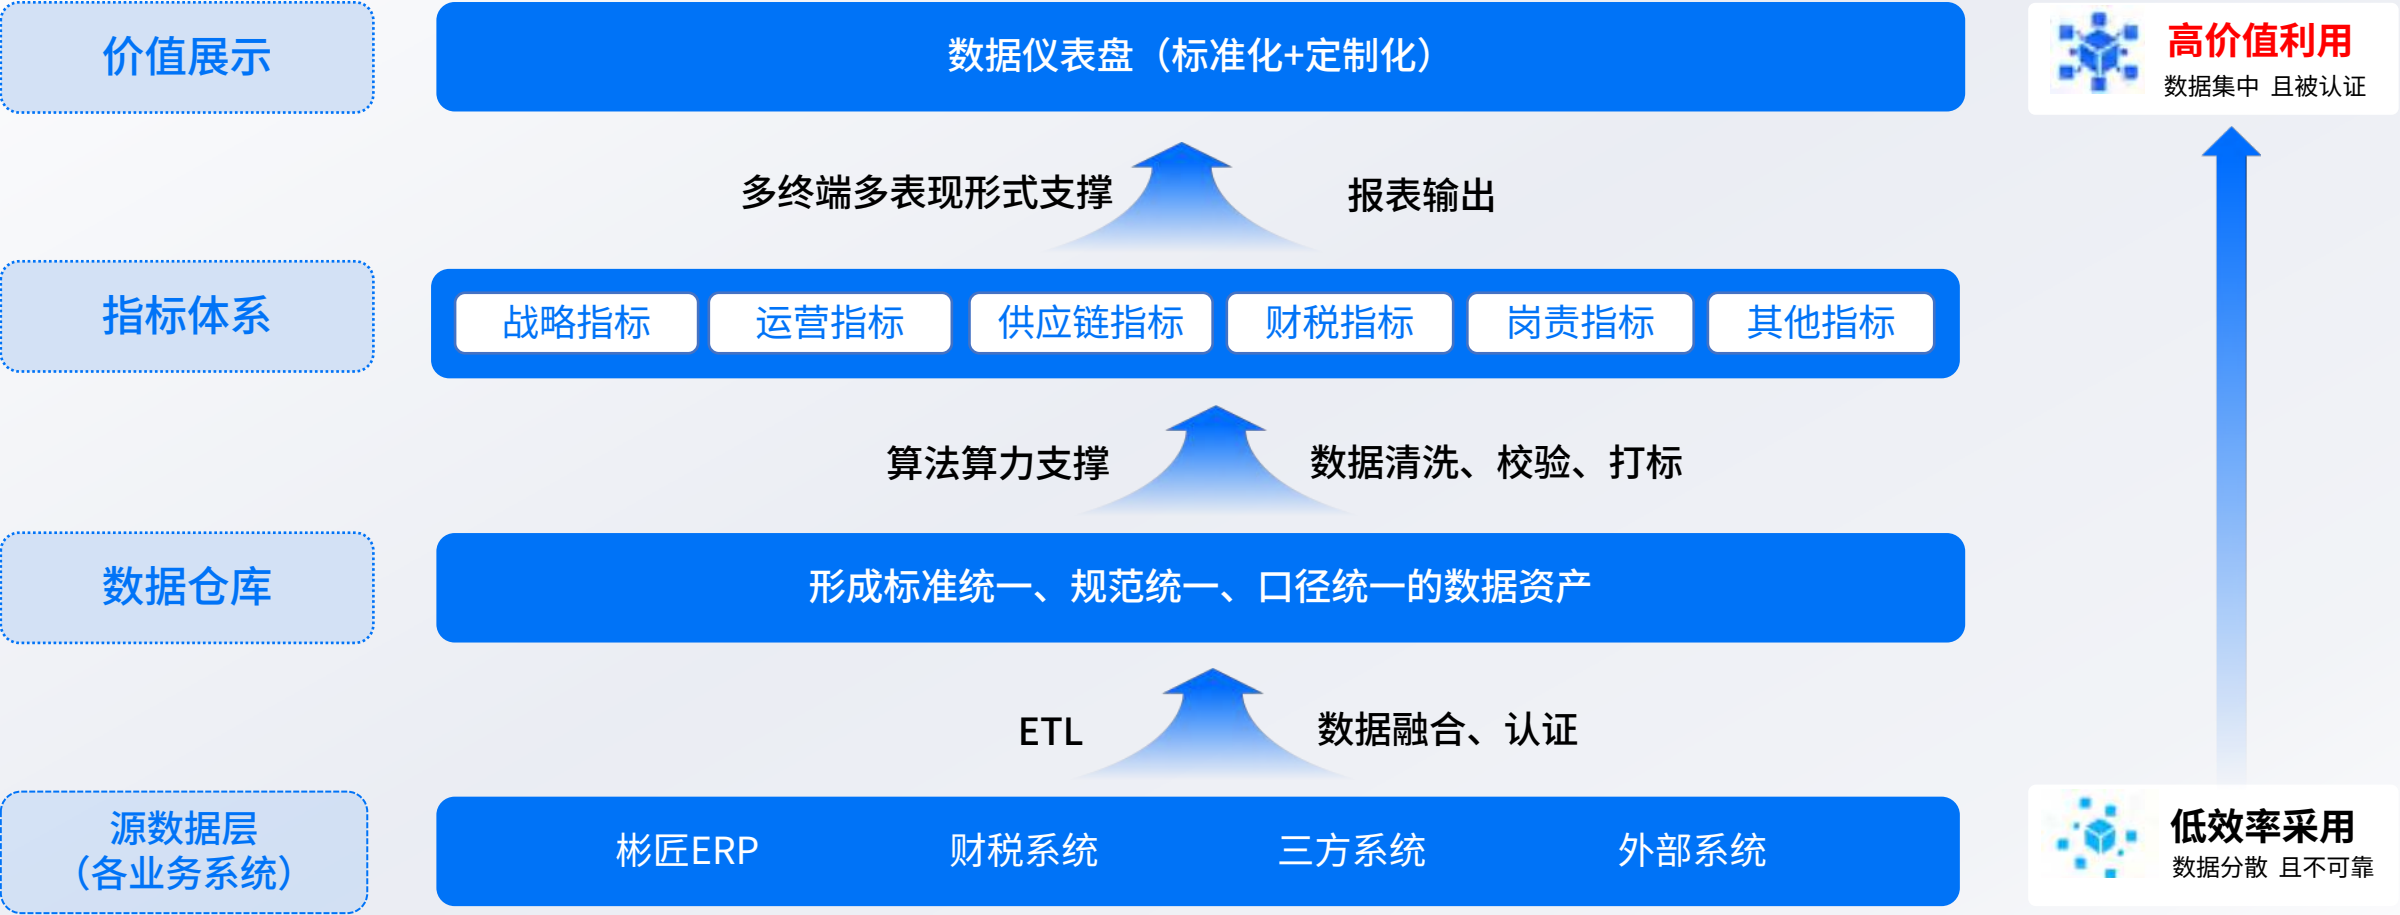 价值展示
数据仪表盘（标准化+定制化）
高价值利用
数据集中 且被认证
多终端多表现形式支撑
报表输出
指标体系
战略指标
运营指标
供应链指标
财税指标
岗责指标
其他指标
算法算力支撑
数据清洗、校验、打标
数据仓库
形成标准统一、规范统一、口径统一的数据资产
ETL
数据融合、认证
源数据层
（各业务系统）
彬匠ERP
财税系统
三方系统
外部系统
低效率采用
数据分散 且不可靠